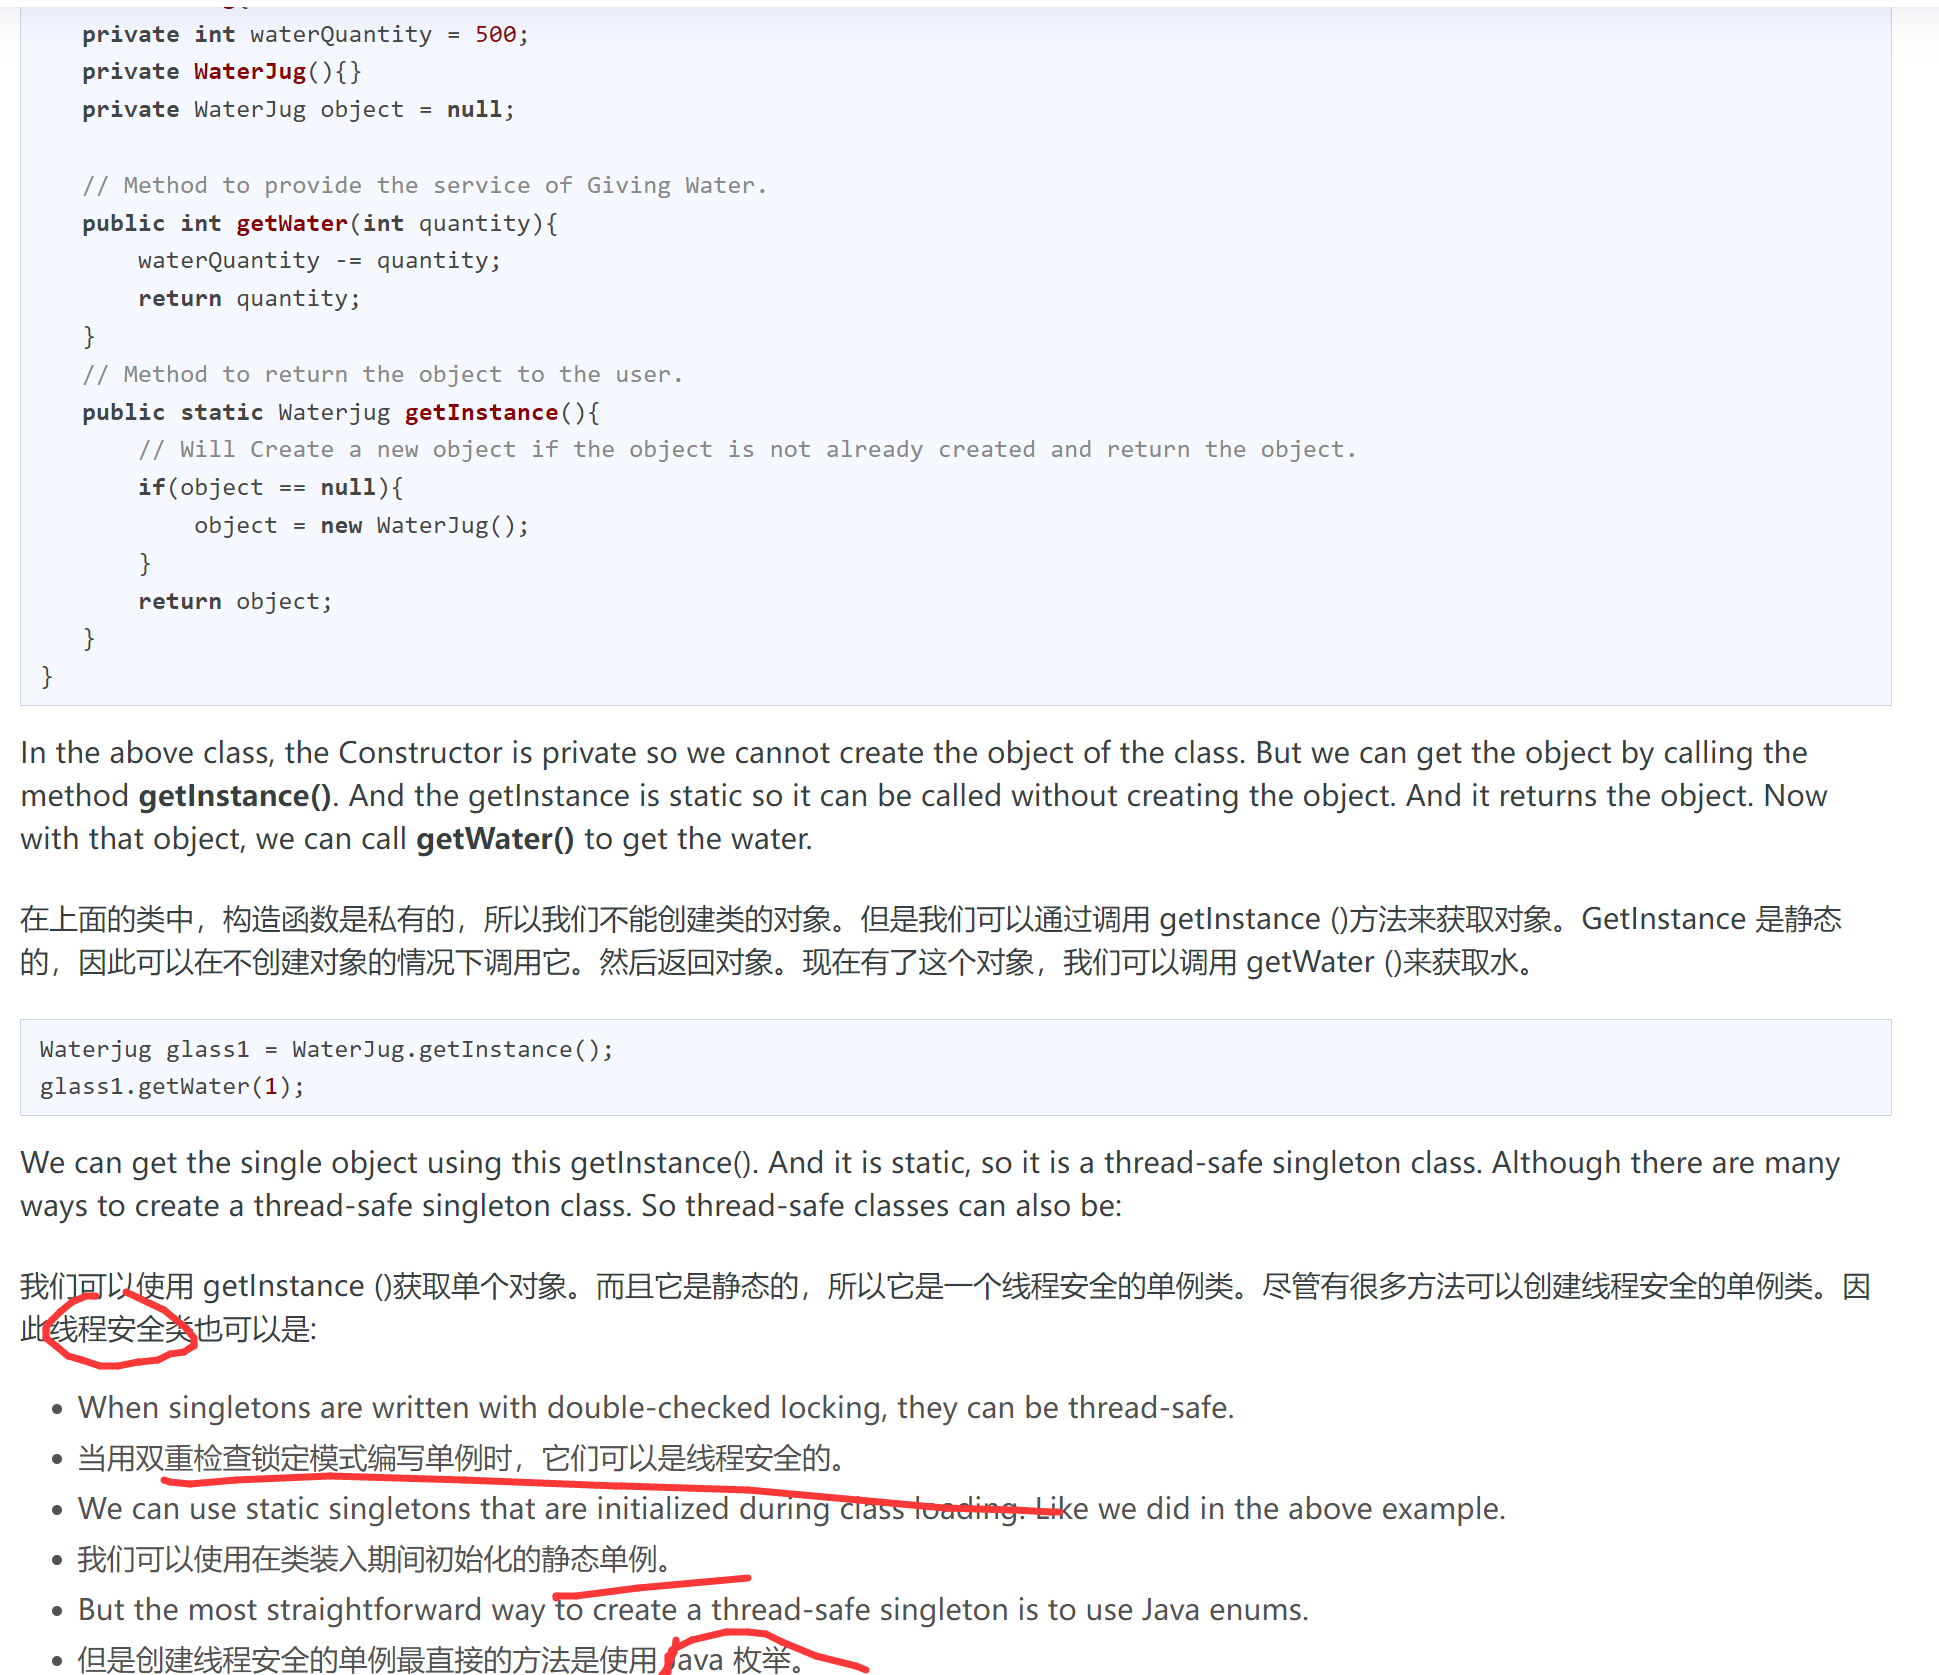 private int waterQuantity = 500;
private WaterJug(){}
private WaterJug object = null;
// Method to provide the service of Giving Water.
public int getWater(int quantity){
waterQuantity -= quantity;
return quantity;
}
// Method to return the object to the user.
public static Waterjug getInstance(){
// Will Create a new object if the object is not already created and return the object.
if(object == null){
object = new WaterJug();
}
return object;
}
}
In the above class, the Constructor is private so we cannot create the object of the class. But we can get the object by calling the
method getInstance(). And the getInstance is static so it can be called without creating the object. And it returns the object. Now
with that object, we can call getWater() to get the water.
在上面的类中，构造函数是私有的，所以我们不能创建类的对象。但是我们可以通过调用 getInstance ()方法来获取对象。GetInstance 是静态
的，因此可以在不创建对象的情况下调用它。然后返回对象。现在有了这个对象，我们可以调用 getWater ()来获取水。
Waterjug glass1 = WaterJug.getInstance();
glass1.getWater(1);
We can get the single object using this getInstance(). And it is static, so it is a thread-safe singleton class. Although there are many
ways to create a thread-safe singleton class. So thread-safe classes can also be:
我们可以使用 getInstance ()获取单个对象。而且它是静态的，所以它是一个线程安全的单例类。尽管有很多方法可以创建线程安全的单例类。因
此线程安全类也可以是:
• When singletons are written with double-checked locking, they can be thread-safe.
• 当用双重检查锁定模式编写单例时，它们可以是线程安全的。
• We can use static singletons that are initialized during class loading. Like we did in the above example.
• 我们可以使用在类装入期间初始化的静态单例。
• But the most straightforward way to create a thread-safe singleton is to use Java enums.
• 但是创建线程安全的单例最直接的方法是使用 Java 枚举。